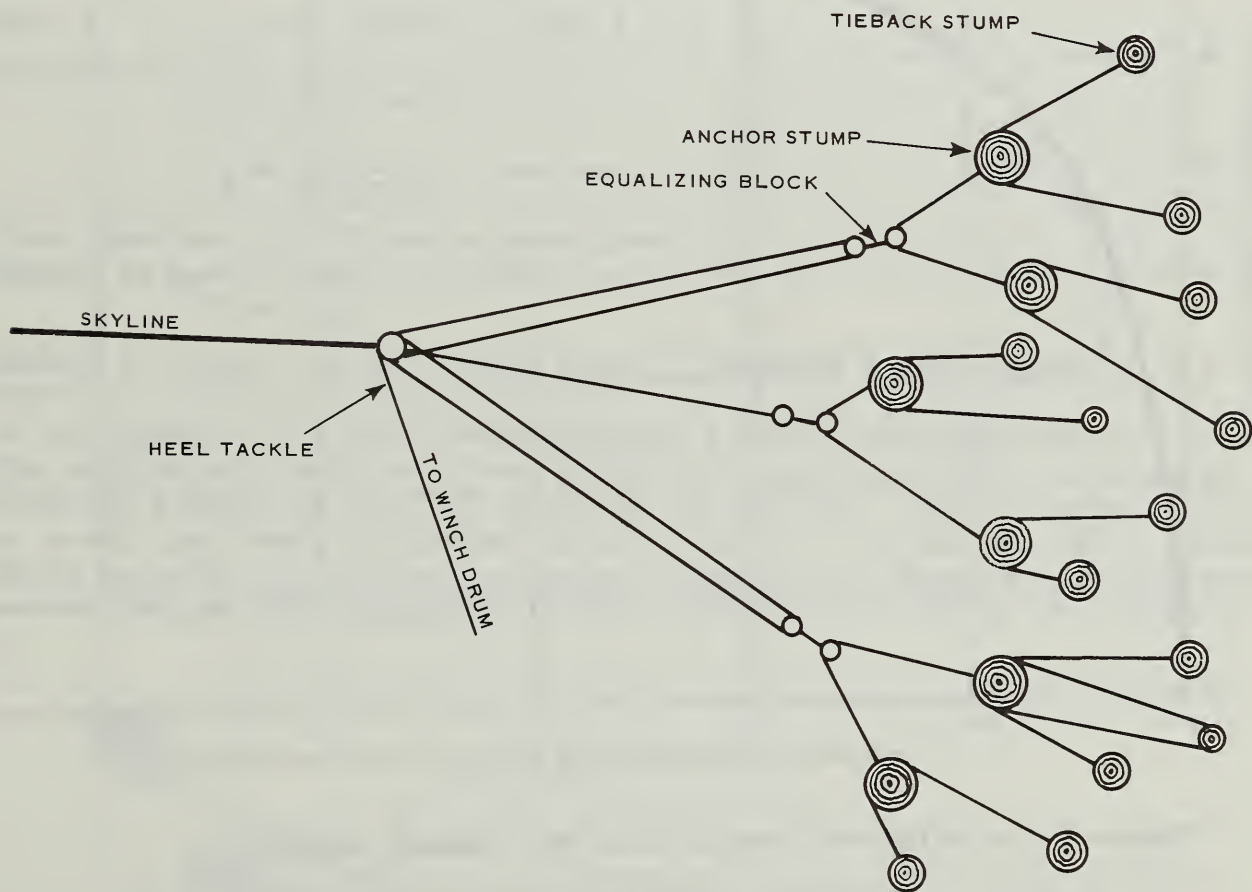 TIEBACK STUMP
ANCHOR STUMP
EQUALIZING BLOCK
SKYLINE
HEEL TACKLE
TO WINCH DRUM